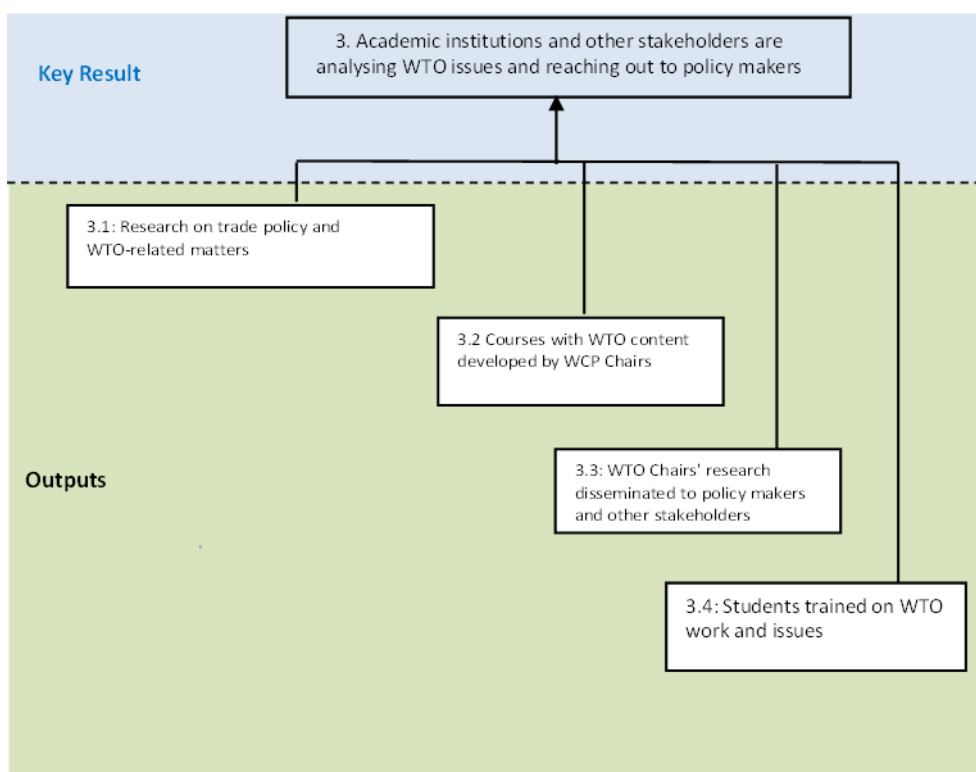 3. Academic institutions and other stakeholders are
analysing WTO issues and reaching out to policy makers
Key Result
3.1: Research on trade policy and
WTO-related matters
3.2 Courses with WTO content
developed by WCP Chairs
3.3: WTO Chairs' research
disseminated to policy makers
and other stakeholders
Outputs
3.4: Students trained on WTO
work and issues